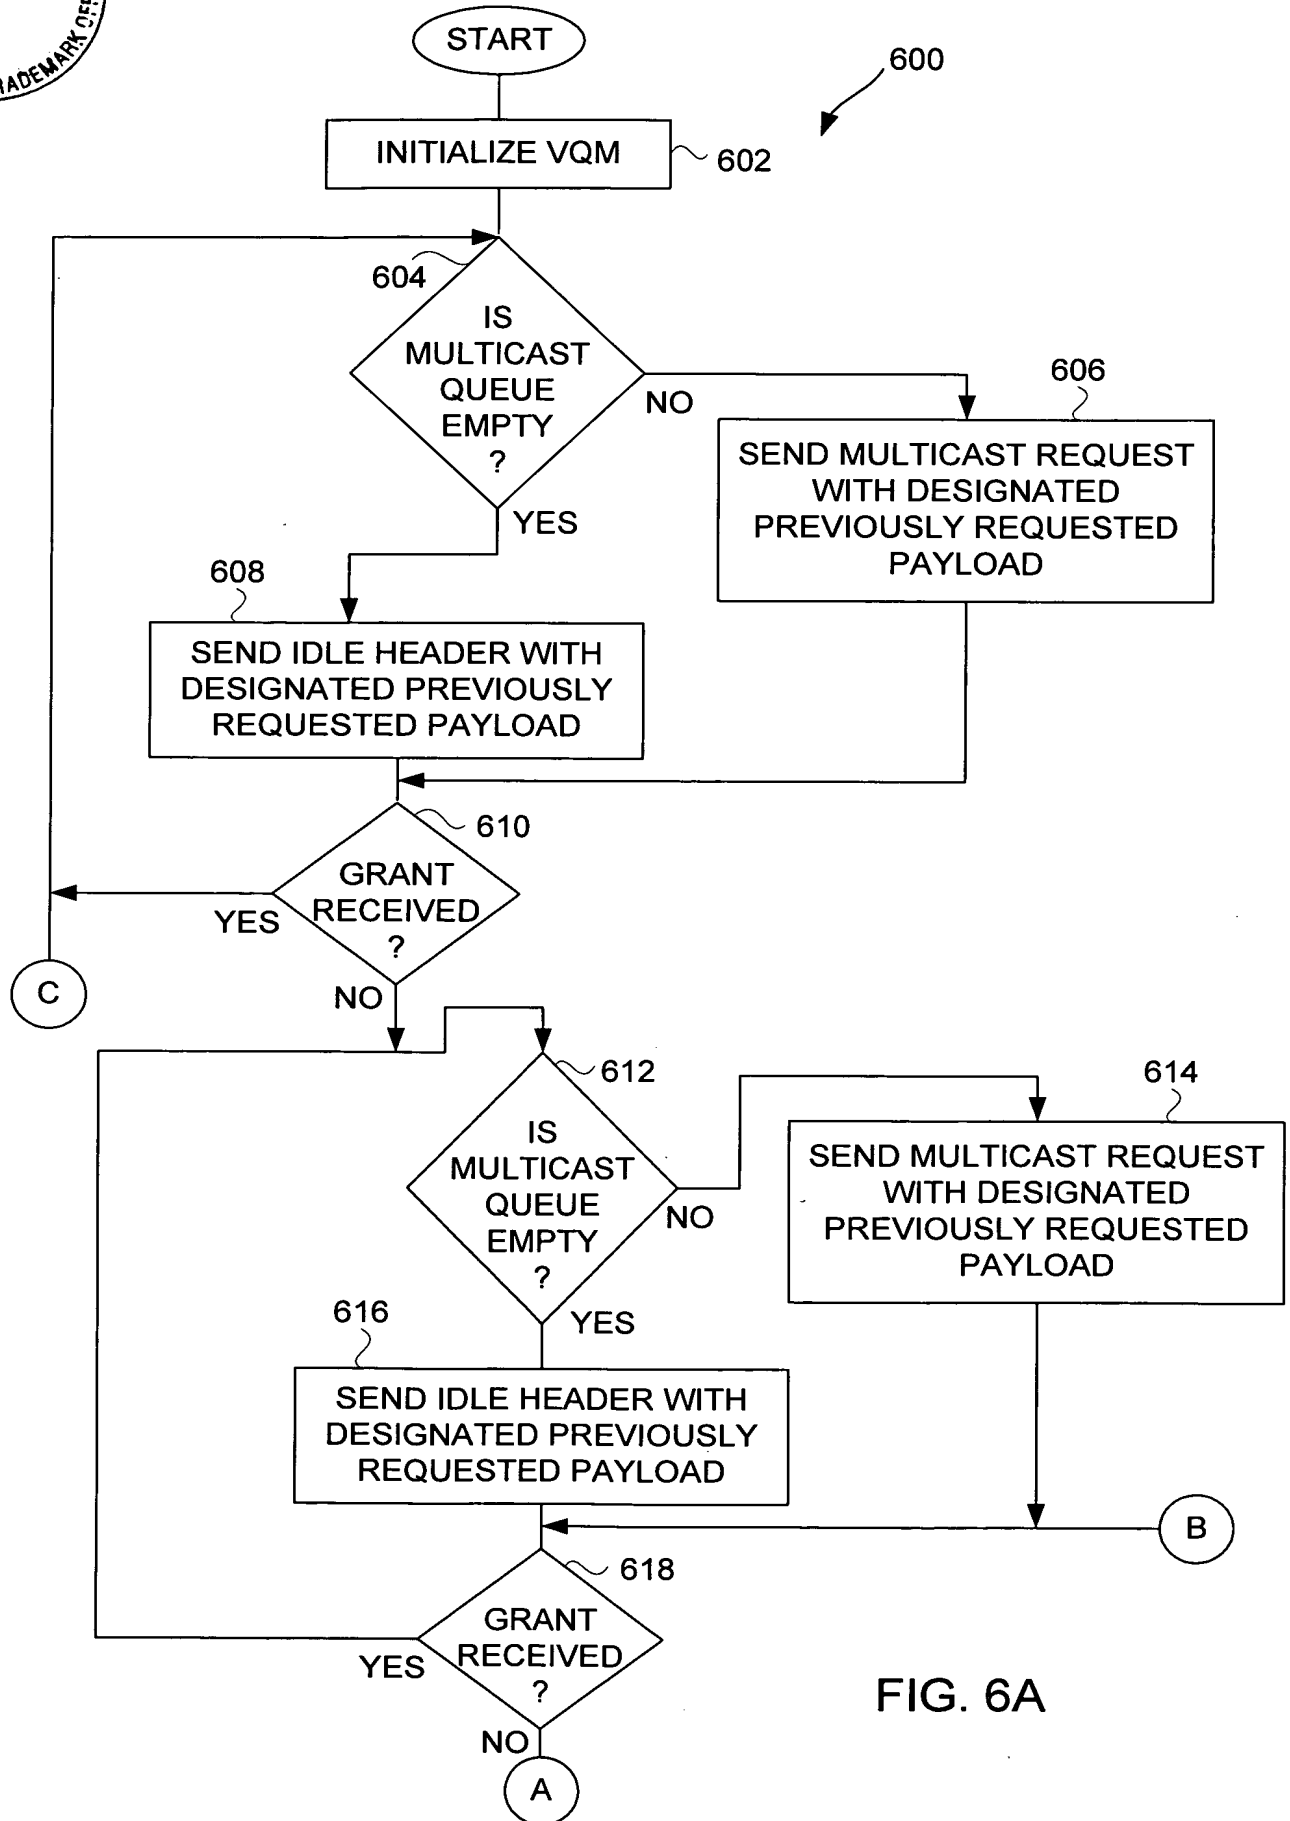 TRADEMARK OFF
START
600
INITIALIZE VQM
602
604
IS
MULTICAST
QUEUE
EMPTY
?
NO
YES
606
SEND MULTICAST REQUEST
WITH DESIGNATED
PREVIOUSLY REQUESTED
PAYLOAD
608
SEND IDLE HEADER WITH
DESIGNATED PREVIOUSLY
REQUESTED PAYLOAD
610
GRANT
RECEIVED
?
YES
NO
C
612
IS
MULTICAST
QUEUE
EMPTY
?
NO
YES
614
SEND MULTICAST REQUEST
WITH DESIGNATED
PREVIOUSLY REQUESTED
PAYLOAD
616
SEND IDLE HEADER WITH
DESIGNATED PREVIOUSLY
REQUESTED PAYLOAD
B
618
GRANT
RECEIVED
?
YES
NO
A
FIG. 6A